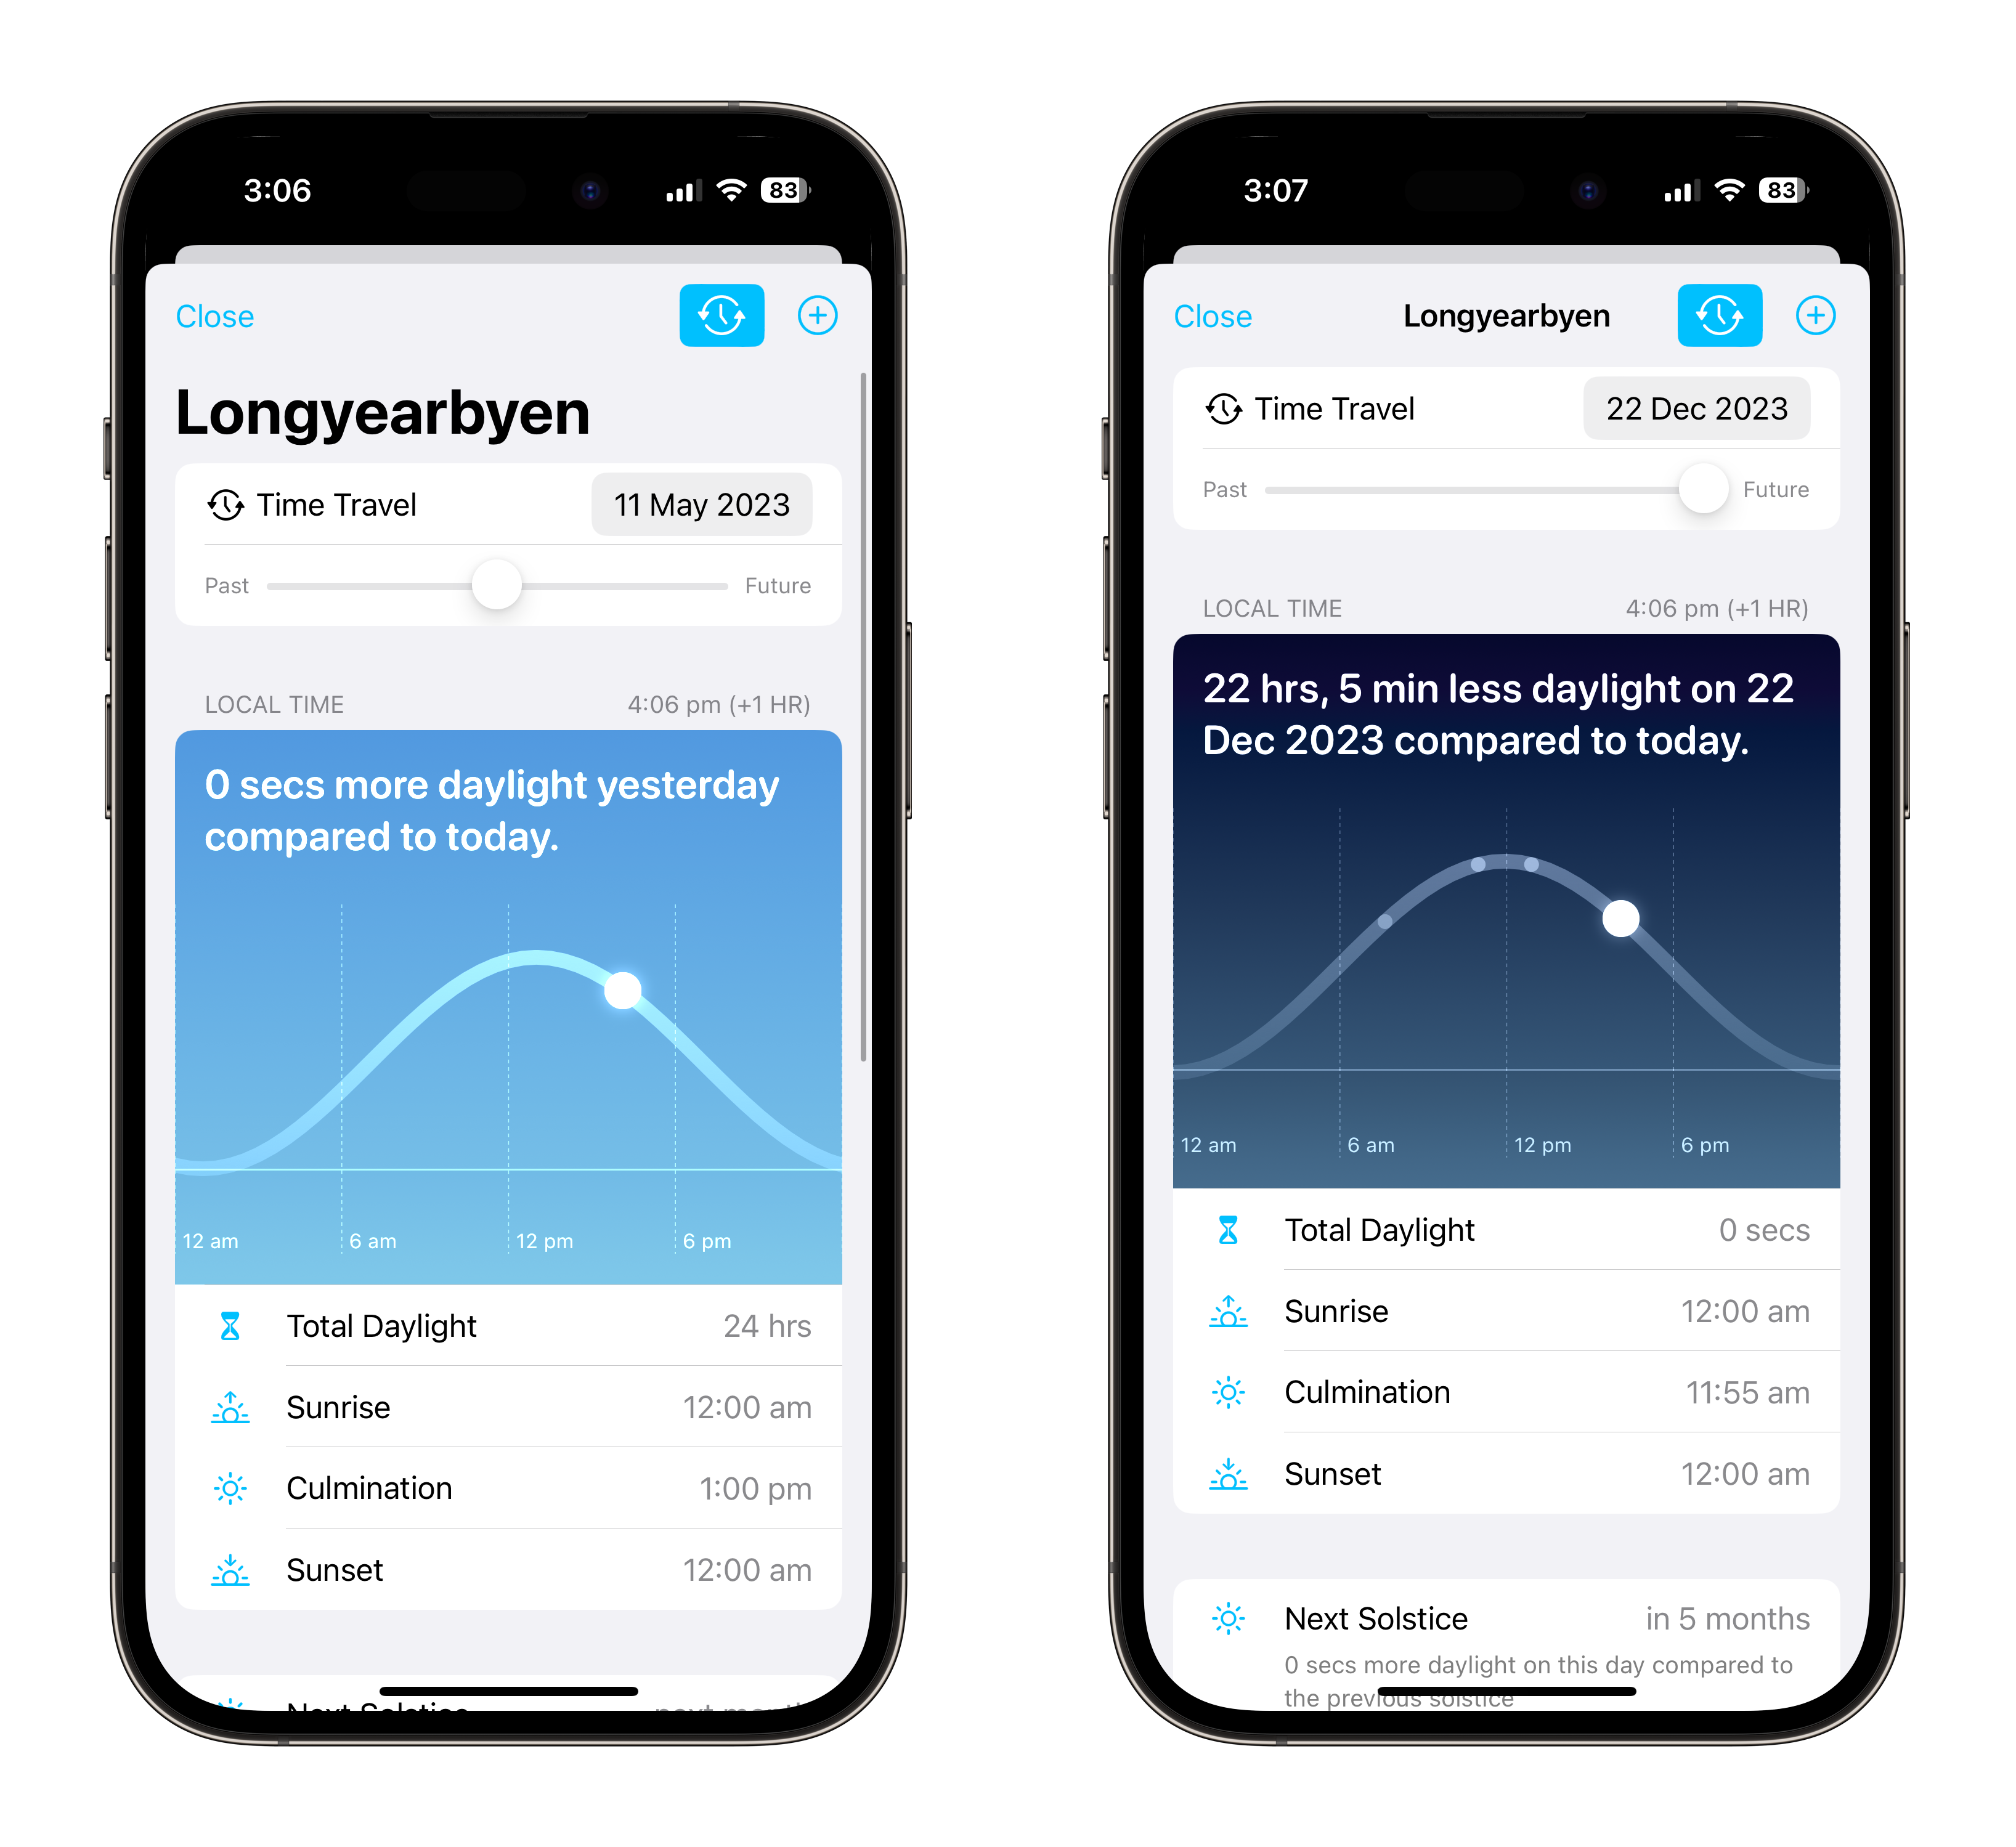 3:06
83
Close
Longyearbyen
Time Travel
11 May 2023
Past
Future
LOCAL TIME
4:06 pm (+1 HR)
0 secs more daylight yesterday
compared to today.
12 am
6 am
12 pm
6 pm
Total Daylight
24 hrs
Sunrise
12:00 am
Culmination
1:00 pm
Sunset
12:00 am
Next Solstice
next month
3:07
83
Close
Longyearbyen
Time Travel
22 Dec 2023
Past
Future
LOCAL TIME
4:06 pm (+1 HR)
22 hrs, 5 min less daylight on 22
Dec 2023 compared to today.
12 am
6 am
12 pm
6 pm
Total Daylight
0 secs
Sunrise
12:00 am
Culmination
11:55 am
Sunset
12:00 am
Next Solstice
in 5 months
0 secs more daylight on this day compared to
the previous solstice